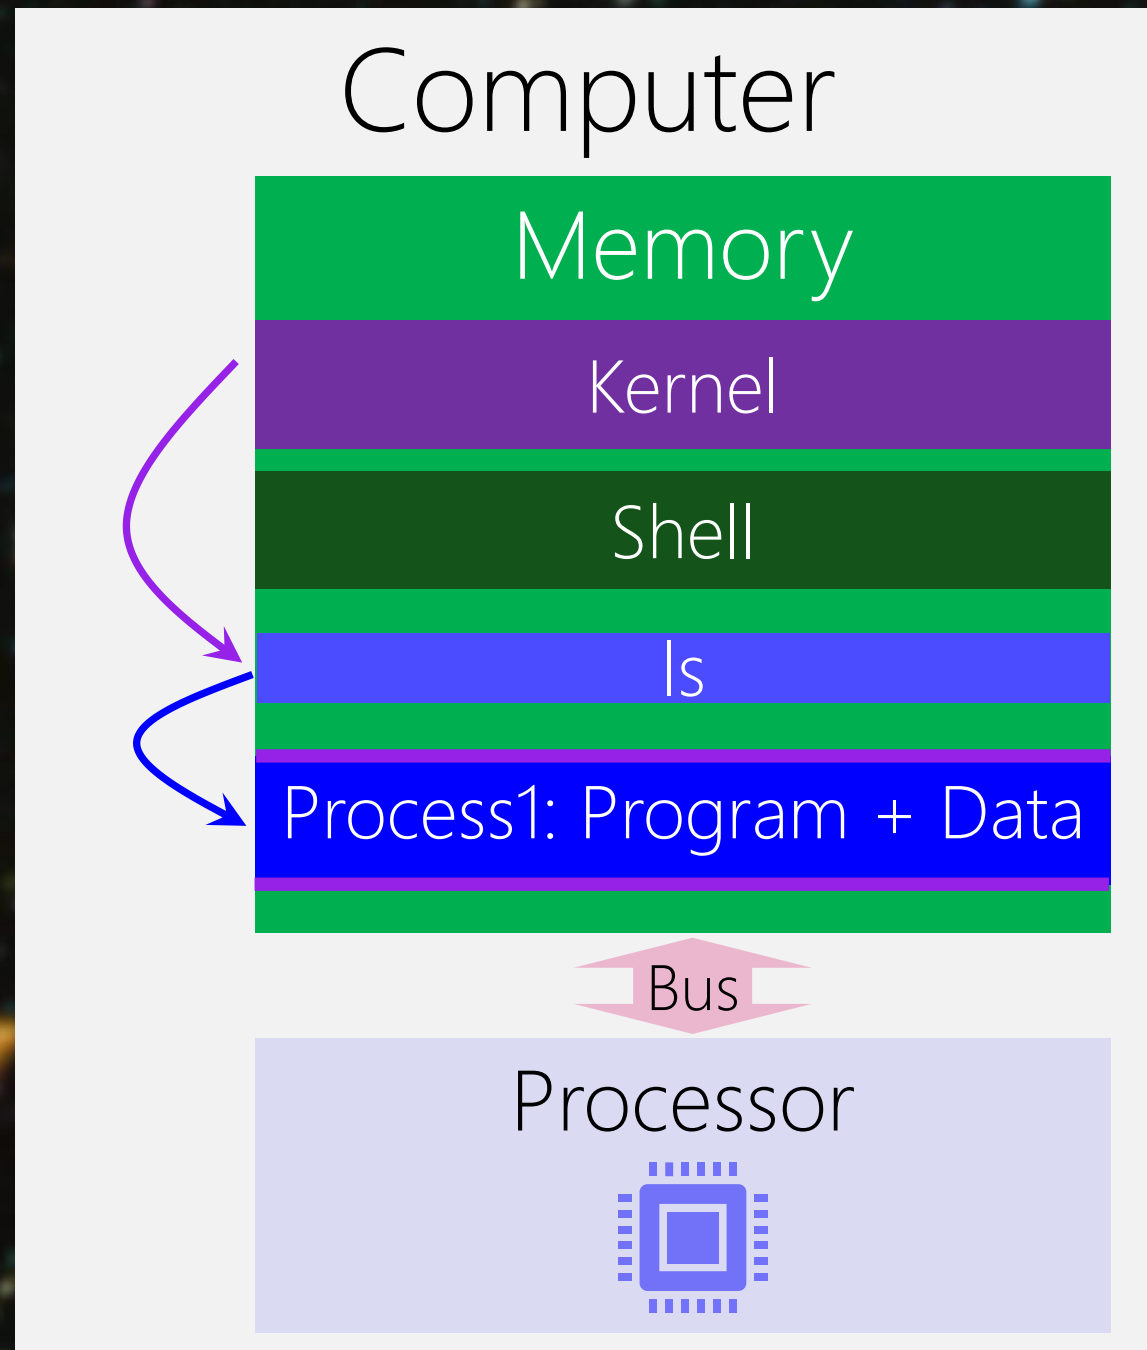 Computer
Memory
Kernel
Shell
ls
Process1: Program + Data
Bus
Processor